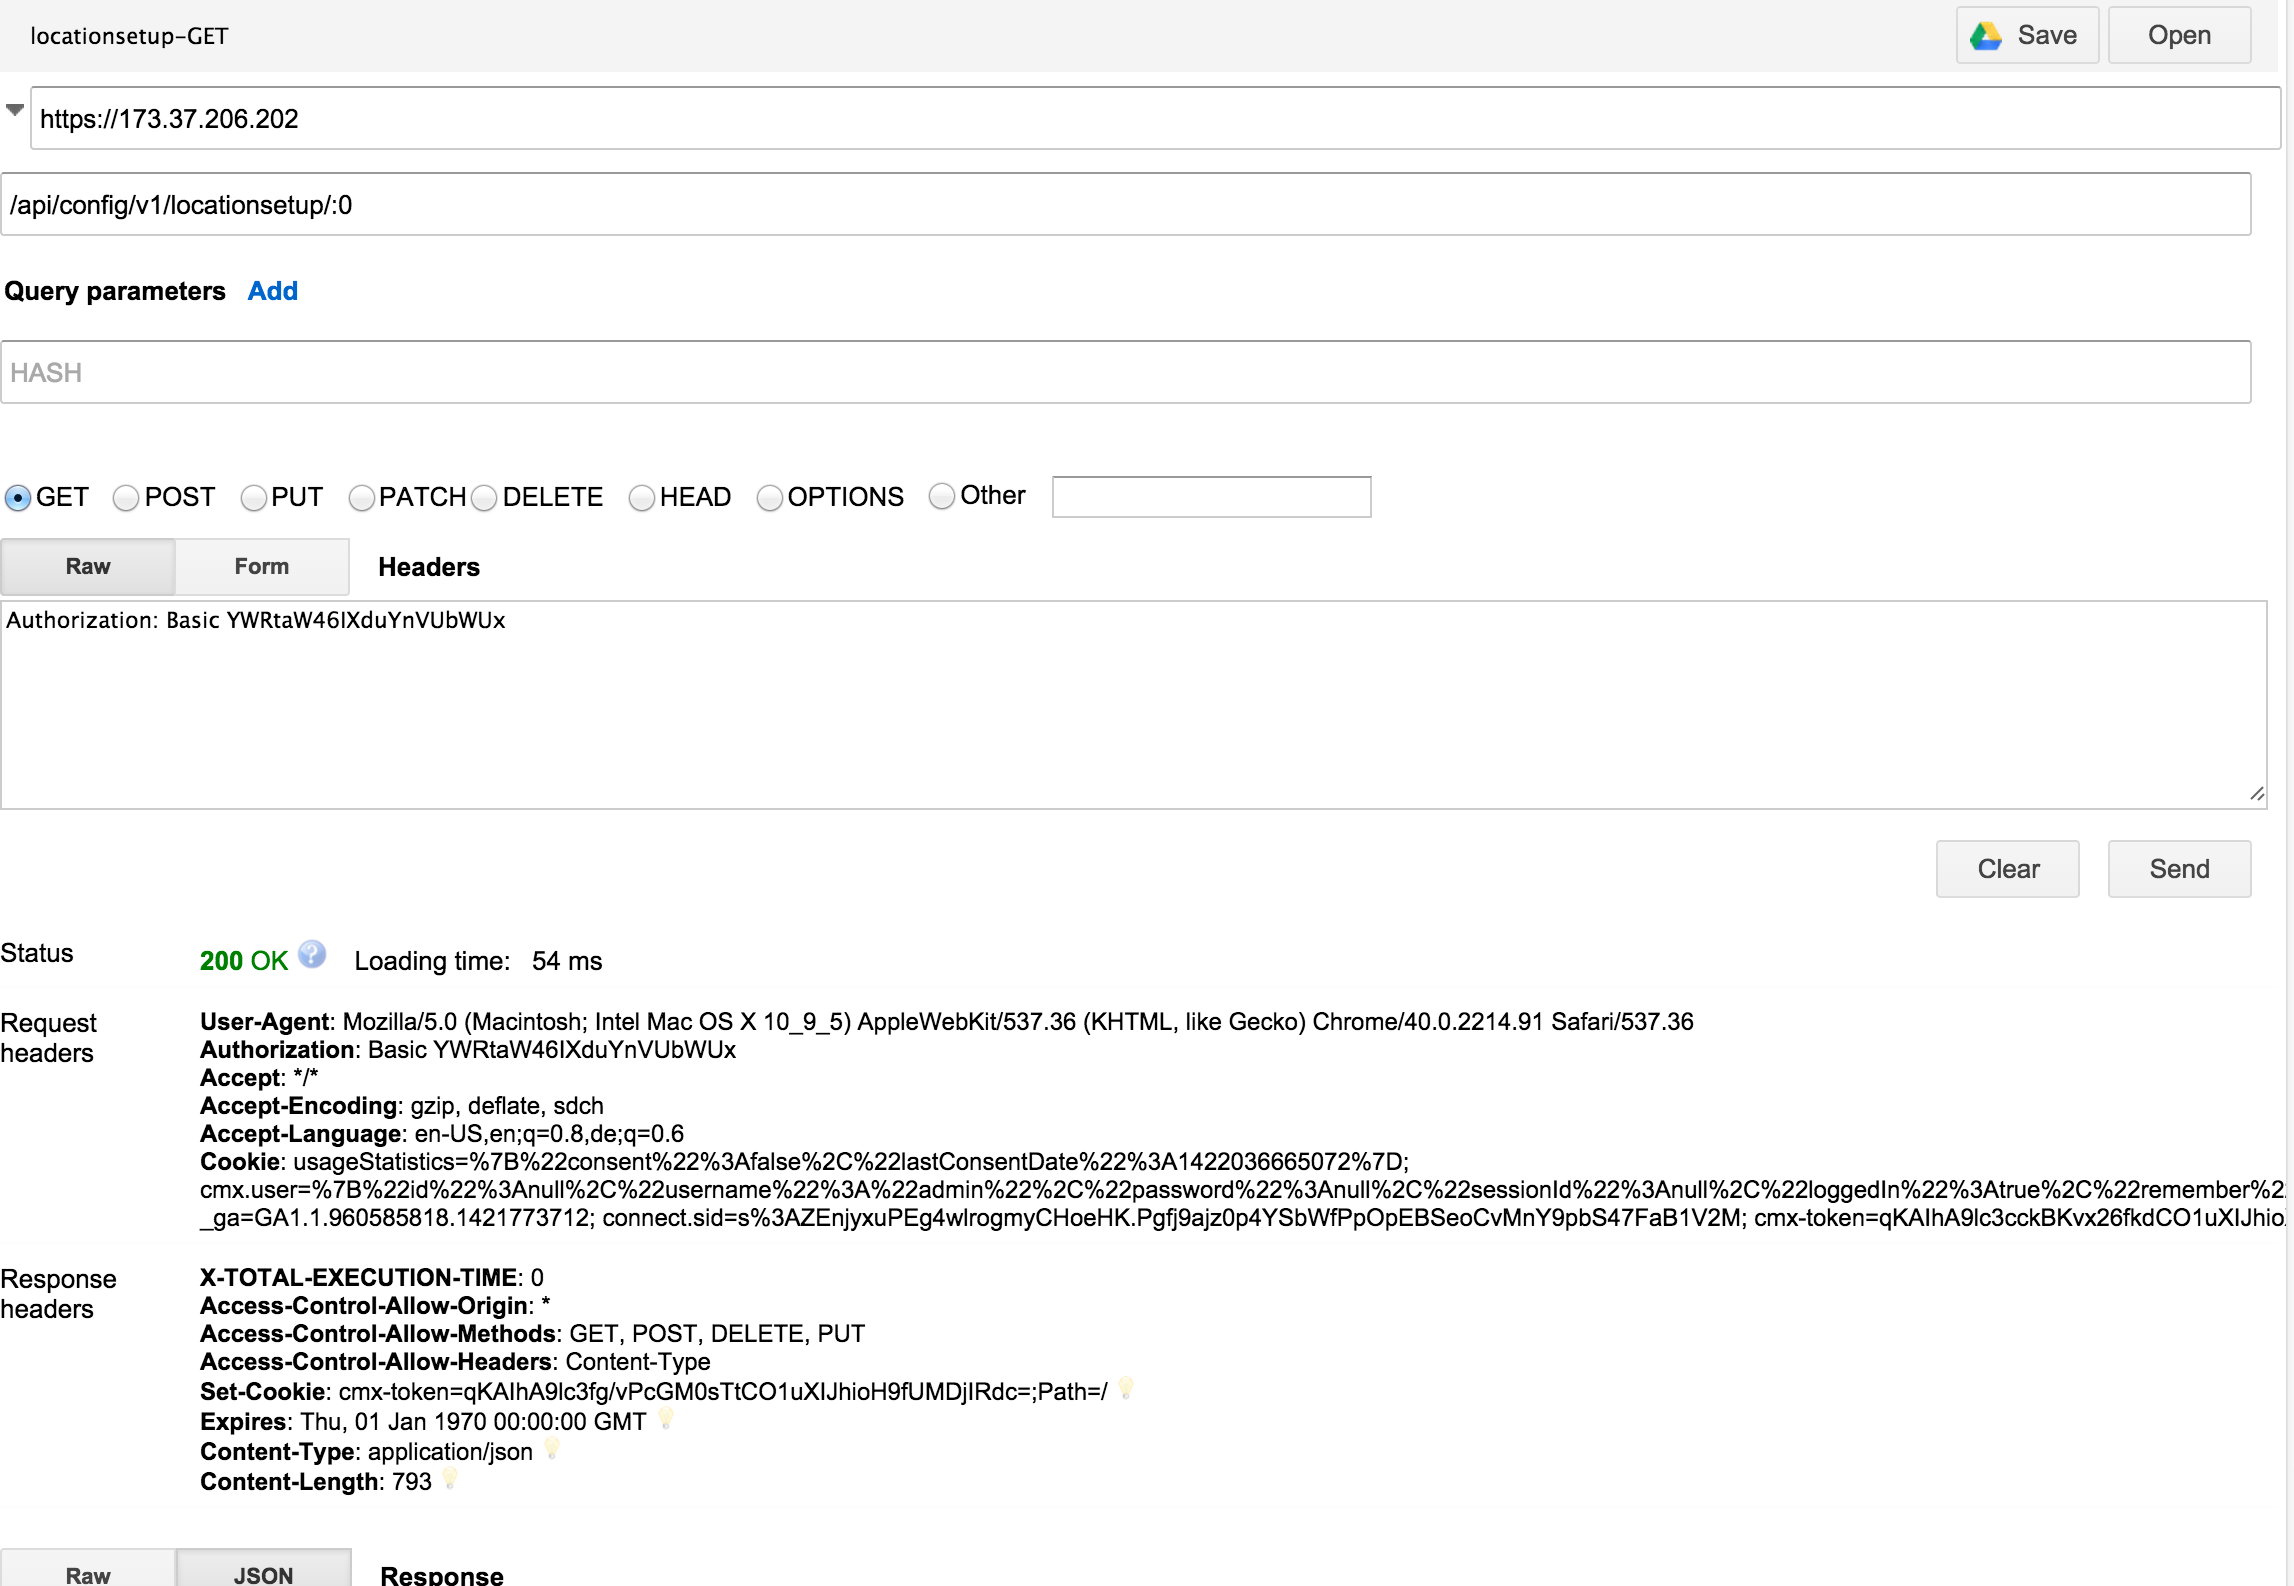 locationsetup-GET
Save
Open
https://173.37.206.202
/api/config/v1/locationsetup/:0
Query parameters Add
HASH
GET POST PUT PATCH DELETE HEAD OPTIONS Other
Raw Form Headers
Authorization: Basic YWRtaW46IXduYnVUbWUx
Clear Send
Status 200 OK Loading time: 54 ms
Request headers
User-Agent: Mozilla/5.0 (Macintosh; Intel Mac OS X 10_9_5) AppleWebKit/537.36 (KHTML, like Gecko) Chrome/40.0.2214.91 Safari/537.36
Authorization: Basic YWRtaW46IXduYnVUbWUx
Accept: */*
Accept-Encoding: gzip, deflate, sdch
Accept-Language: en-US,en;q=0.8,de;q=0.6
Cookie: usageStatistics=%7B%22consent%22%3Afalse%2C%22lastConsentDate%22%3A1422036665072%7D;
cmx.user=%7B%22id%22%3Anull%2C%22username%22%3A%22admin%22%2C%22password%22%3Anull%2C%22sessionId%22%3Anull%2C%22loggedIn%22%3Atrue%2C%22remember%2
_ga=GA1.1.960585818.1421773712; connect.sid=s%3AZEnjyxuPEg4wlrogmyCHoeHK.Pgfj9ajz0p4YSbWfPpOpEBSeoCvMnY9pbS47FaB1V2M; cmx-token=qKAIhA9lc3cckBKvx26fkdCO1uXIJhio
Response headers
X-TOTAL-EXECUTION-TIME: 0
Access-Control-Allow-Origin: *
Access-Control-Allow-Methods: GET, POST, DELETE, PUT
Access-Control-Allow-Headers: Content-Type
Set-Cookie: cmx-token=qKAIhA9lc3fg/vPcGM0sTtCO1uXIJhioH9fUMDjIRdc=;Path=/
Expires: Thu, 01 Jan 1970 00:00:00 GMT
Content-Type: application/json
Content-Length: 793
Raw JSON Response